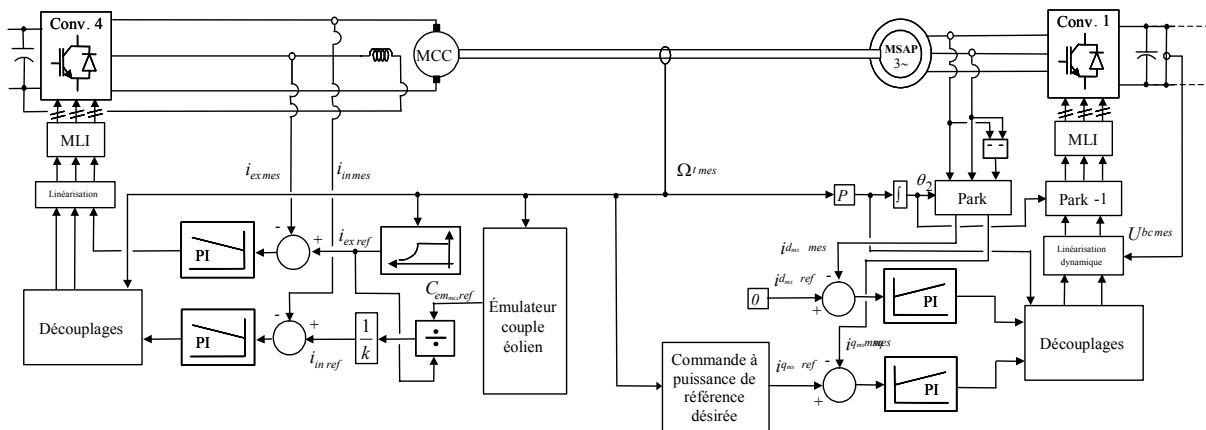 Conv. 4
MCC
MSAP
3~
Conv. 1
MLI
MLI
i_ex mes
i_in mes
Ω_t mes
Linéarisation
P
∫
θ_2
Park
Park -1
i_ex ref
PI
- +
i_d_ms mes
U_bc mes
Linéarisation
dynamique
C_em_mcc ref
0
i_d_ms ref
- +
PI
Découplages
PI
- +
i_in ref
1
k
÷
Émulateur
couple
éolien
Commande à
puissance de
référence
désirée
i_q_ms ref
- +
PI
Découplages